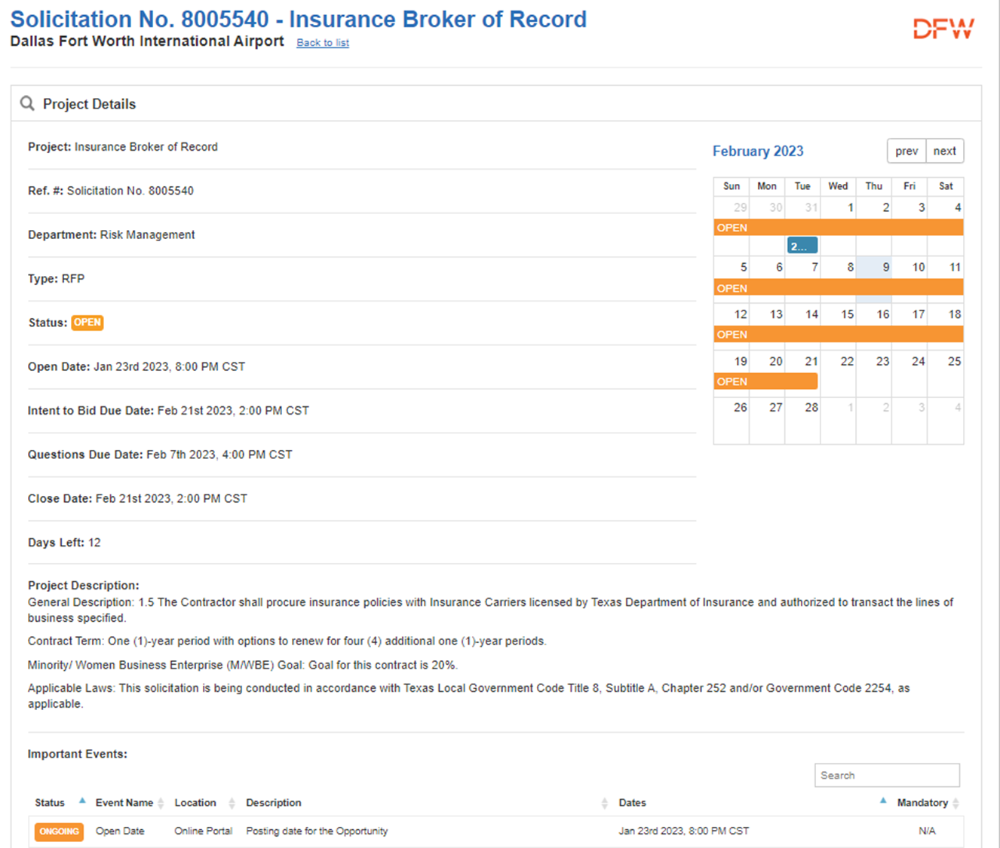 Solicitation No. 8005540 - Insurance Broker of Record
Dallas Fort Worth International Airport Back to list
DFW
Project Details
Project: Insurance Broker of Record
Ref. #: Solicitation No. 8005540
Department: Risk Management
Type: RFP
Status: OPEN
Open Date: Jan 23rd 2023, 8:00 PM CST
Intent to Bid Due Date: Feb 21st 2023, 2:00 PM CST
Questions Due Date: Feb 7th 2023, 4:00 PM CST
Close Date: Feb 21st 2023, 2:00 PM CST
Days Left: 12
February 2023 prev next
Sun Mon Tue Wed Thu Fri Sat
29 30 31 1 2 3 4
OPEN
2...
5 6 7 8 9 10 11
OPEN
12 13 14 15 16 17 18
OPEN
19 20 21 22 23 24 25
OPEN
26 27 28 1 2 3 4
Project Description:
General Description: 1.5 The Contractor shall procure insurance policies with Insurance Carriers licensed by Texas Department of Insurance and authorized to transact the lines of
business specified.
Contract Term: One (1)-year period with options to renew for four (4) additional one (1)-year periods.
Minority/ Women Business Enterprise (M/WBE) Goal: Goal for this contract is 20%.
Applicable Laws: This solicitation is being conducted in accordance with Texas Local Government Code Title 8, Subtitle A, Chapter 252 and/or Government Code 2254, as
applicable.
Important Events:
Search
Status Event Name Location Description Dates Mandatory
ONGOING Open Date Online Portal Posting date for the Opportunity Jan 23rd 2023, 8:00 PM CST N/A